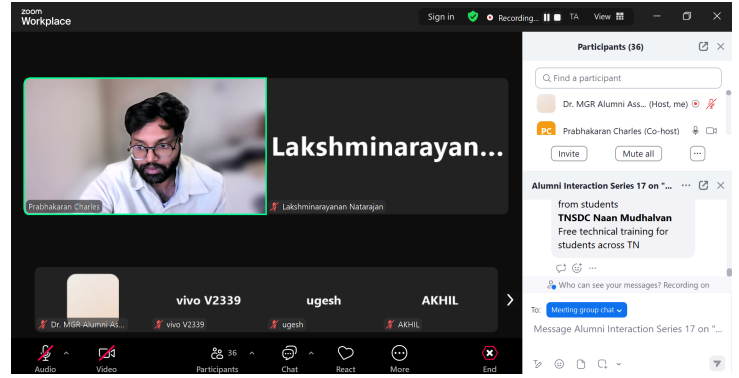 zoom
Workplace
Sign in
Recording...
TA
View
Prabhakaran Charles
Lakshminarayan...
Lakshminarayanan Natarajan
Dr. MGR Alumni As...
vivo V2339
vivo V2339
ugesh
ugesh
AKHIL
AKHIL
Audio
Video
36
Participants
Chat
React
More
End
Participants (36)
Find a participant
Dr. MGR Alumni Ass... (Host, me)
PC
Prabhakaran Charles (Co-host)
Invite
Mute all
Alumni Interaction Series 17 on "...
from students
TNSDC Naan Mudhalvan
Free technical training for
students across TN
Who can see your messages? Recording on
To:
Meeting group chat
Message Alumni Interaction Series 17 on "...